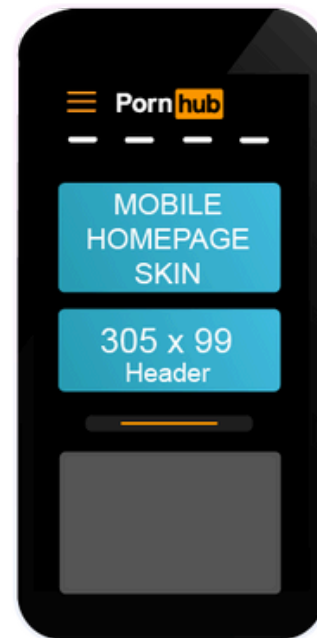 Pornhub
MOBILE
HOMEPAGE
SKIN
305 x 99
Header